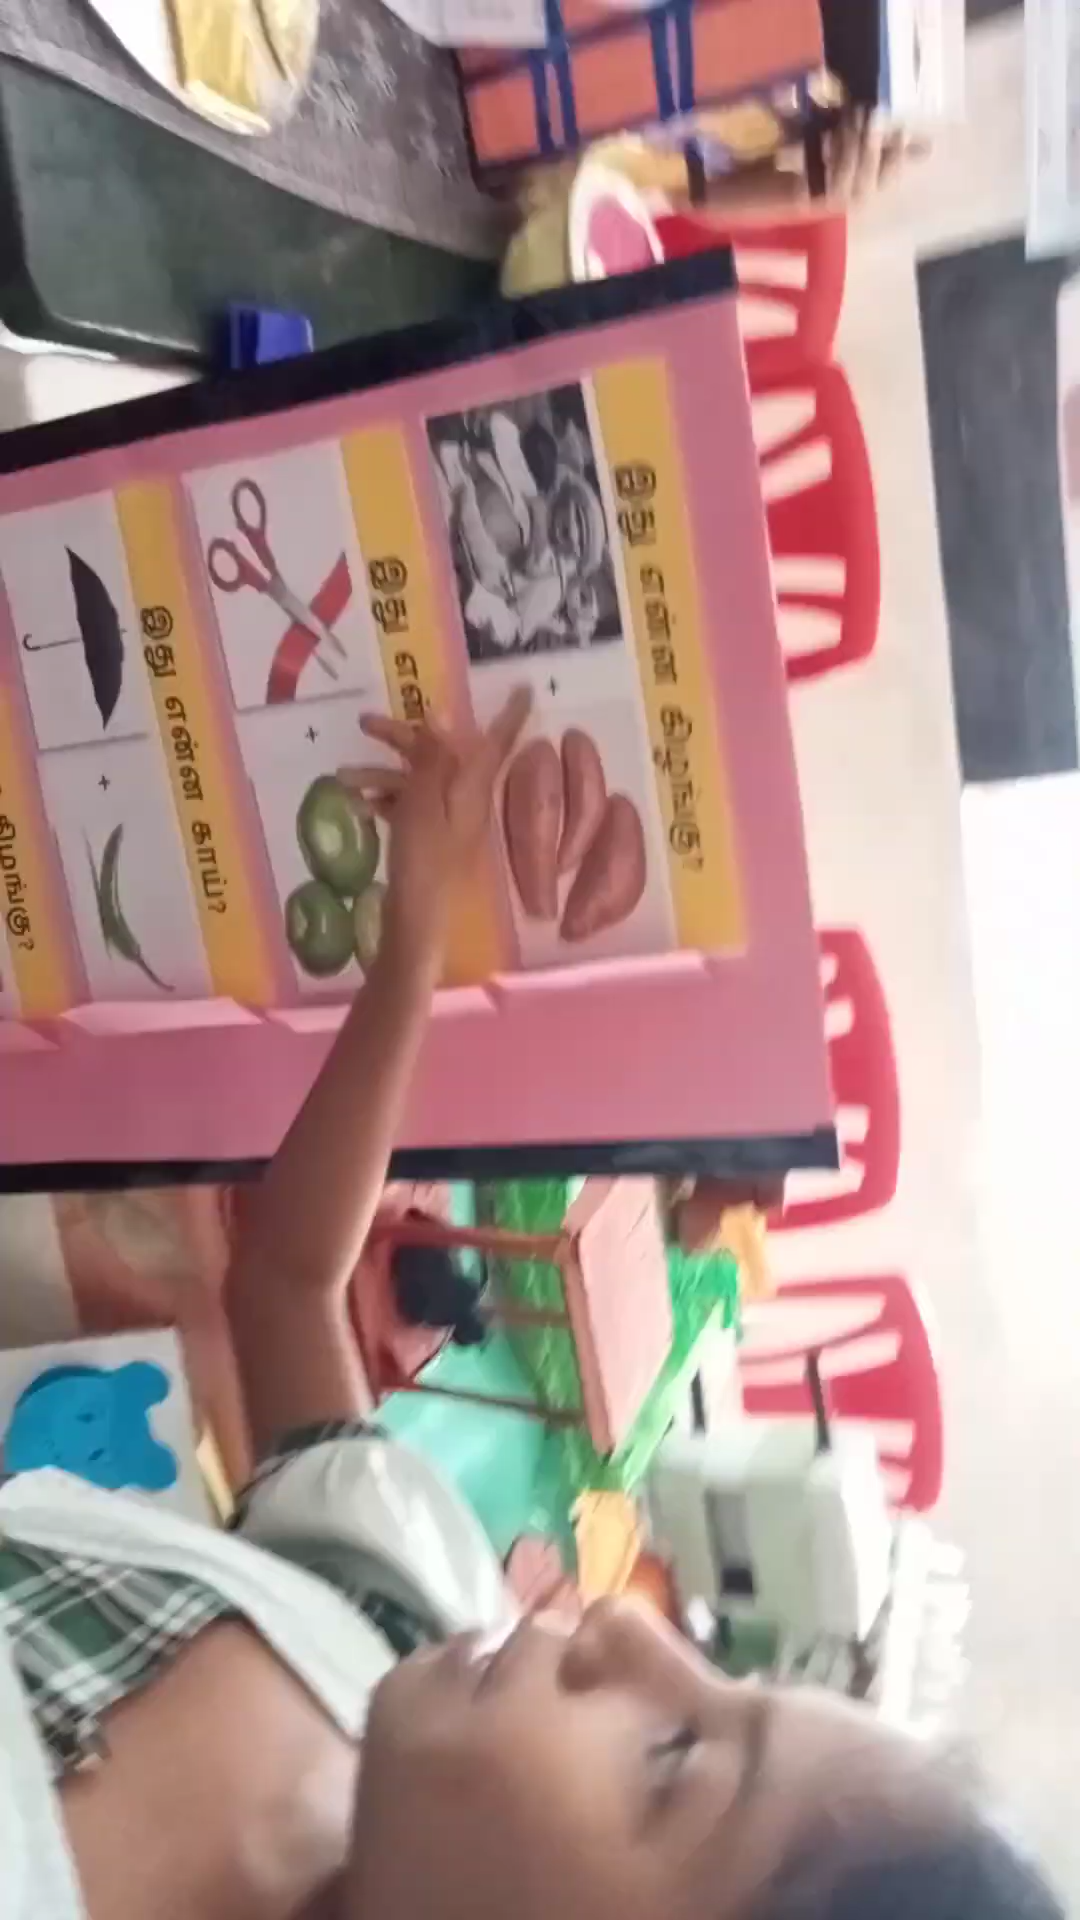 இது என்ன கிழங்கு?
+
இது என்
+
இது என்ன காய்?
+
கிழங்கு?